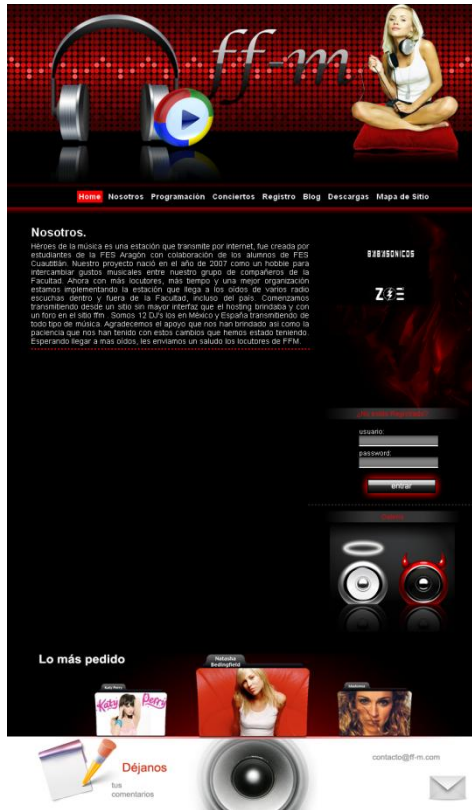 ff-m
Home Nosotros Programación Conciertos Registro Blog Descargas Mapa de Sitio
Nosotros.
Héroes de la música es una estación que transmite por internet, fue creada por
estudiantes de la FES Aragón con colaboración de los alumnos de FES
Cuautitlán. Nuestro proyecto nació en el año de 2007 como un hobbie para
intercambiar gustos musicales entre nuestro grupo de compañeros de la
Facultad. Ahora con más locutores, más tiempo y una mejor organización
estamos implementando la estación que llega a los oídos de varios radio
escuchas dentro y fuera de la Facultad, incluso del país. Comenzamos
transmitiendo desde un sitio sin mayor interfaz que el hosting brindaba y con
un foro en el sitio ffm . Somos 12 DJ's los en México y España transmitiendo de
todo tipo de música. Agradecemos el apoyo que nos han brindado asi como la
paciencia que nos han tenido con estos cambios que hemos estado teniendo.
Esperando llegar a mas oídos, les enviamos un saludo los locutores de FFM.
ZOÉ
usuario:
password:
entrar
Lo más pedido
Katy Perry
Natasha
Bedingfield
Madonna
Katy Perry
Déjanos
tus
comentarios
contacto@ff-m.com